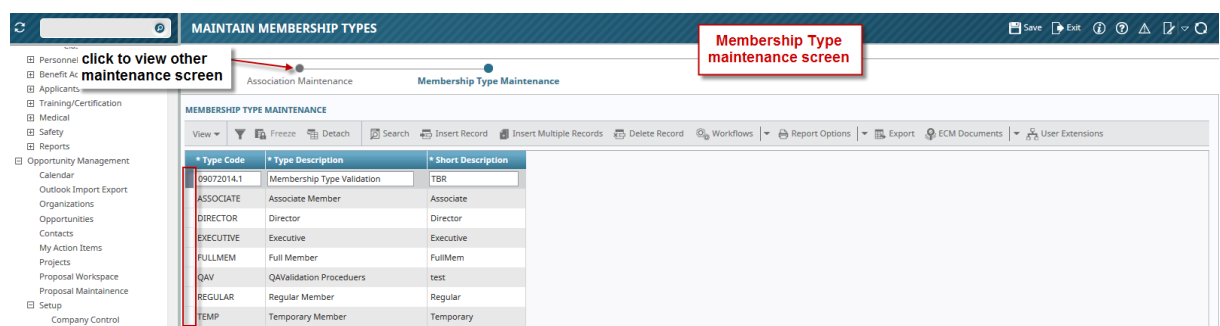 MAINTAIN MEMBERSHIP TYPES
Save Exit
Membership Type
maintenance screen
click to view other
maintenance screen
Personnel
Benefit Ac
Applicants
Training/Certification
Medical
Safety
Reports
Opportunity Management
Calendar
Outlook Import Export
Organizations
Opportunities
Contacts
My Action Items
Projects
Proposal Workspace
Proposal Maintainence
Setup
Company Control
Association Maintenance
Membership Type Maintenance
MEMBERSHIP TYPE MAINTENANCE
View Freeze Detach Search Insert Record Insert Multiple Records Delete Record Workflows Report Options Export ECM Documents User Extensions
* Type Code * Type Description * Short Description
09072014.1 Membership Type Validation TBR
ASSOCIATE Associate Member Associate
DIRECTOR Director Director
EXECUTIVE Executive Executive
FULLMEM Full Member FullMem
QAV QAValidation Proceduers test
REGULAR Regular Member Regular
TEMP Temporary Member Temporary